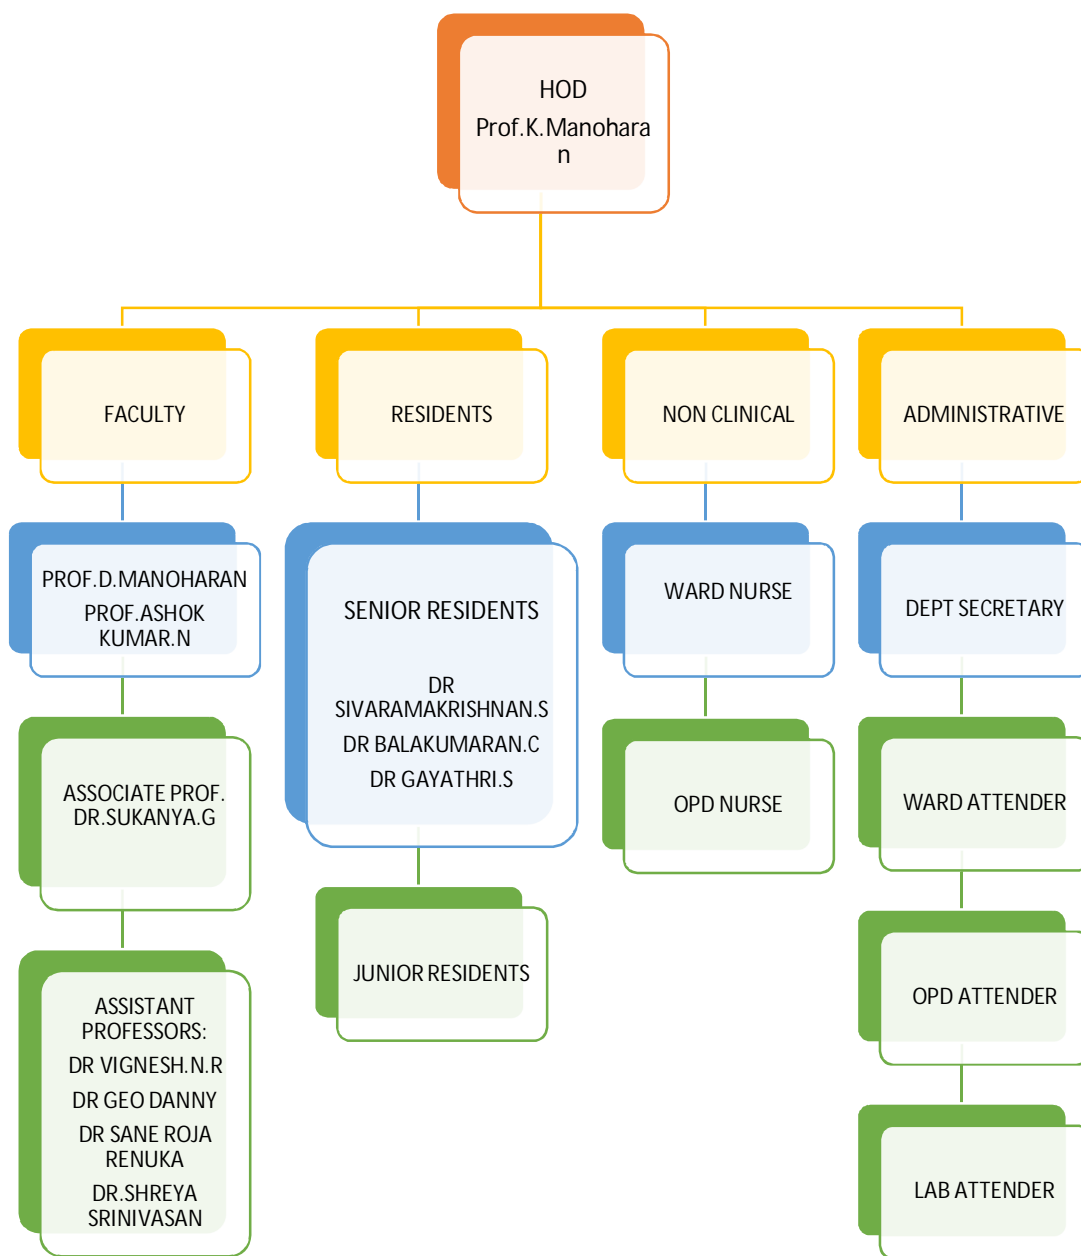 HOD
Prof.K.Manohara
n
FACULTY
RESIDENTS
NON CLINICAL
ADMINISTRATIVE
PROF.D.MANOHARAN
PROF.ASHOK
KUMAR.N
SENIOR RESIDENTS
DR
SIVARAMAKRISHNAN.S
DR BALAKUMARAN.C
DR GAYATHRI.S
WARD NURSE
DEPT SECRETARY
ASSOCIATE PROF.
DR.SUKANYA.G
OPD NURSE
WARD ATTENDER
ASSISTANT
PROFESSORS:
DR VIGNESH.N.R
DR GEO DANNY
DR SANE ROJA
RENUKA
DR.SHREYA
SRINIVASAN
JUNIOR RESIDENTS
OPD ATTENDER
LAB ATTENDER